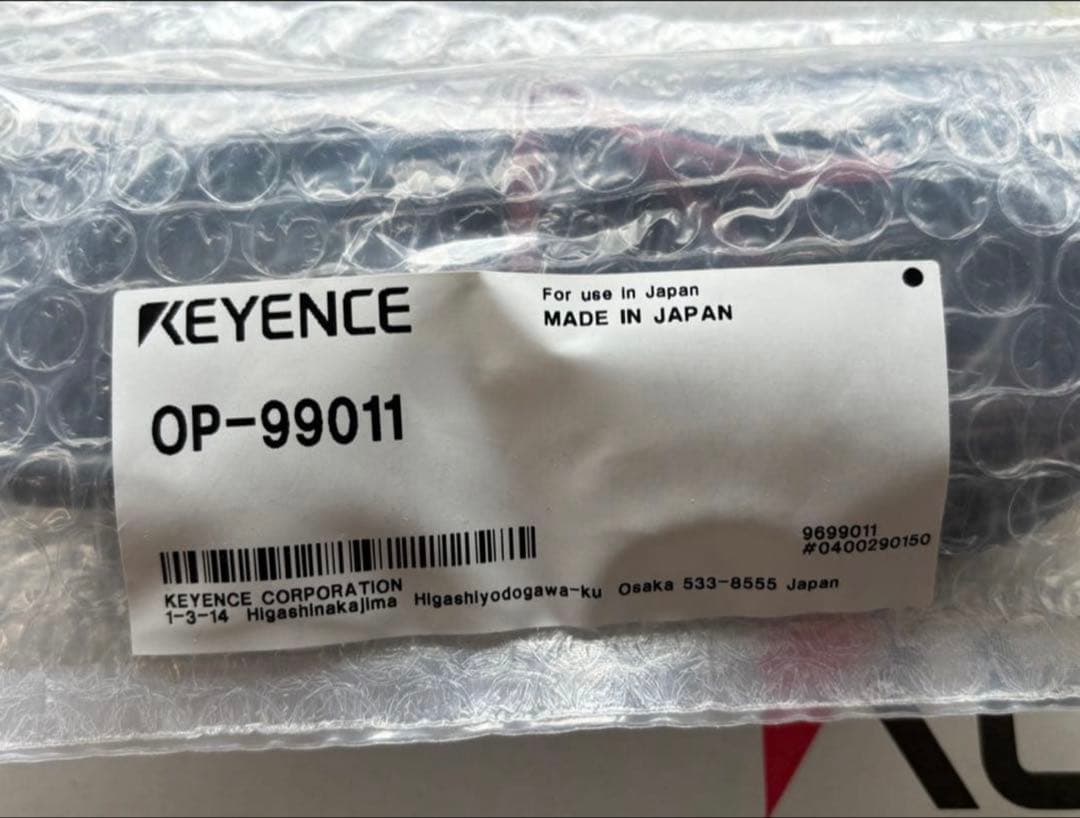 KEYENCE
For use in Japan
MADE IN JAPAN
OP-99011
9699011
#0400290150
KEYENCE CORPORATION
1-3-14 Higashinakajima Higashiyodogawa-ku Osaka 533-8555 Japan